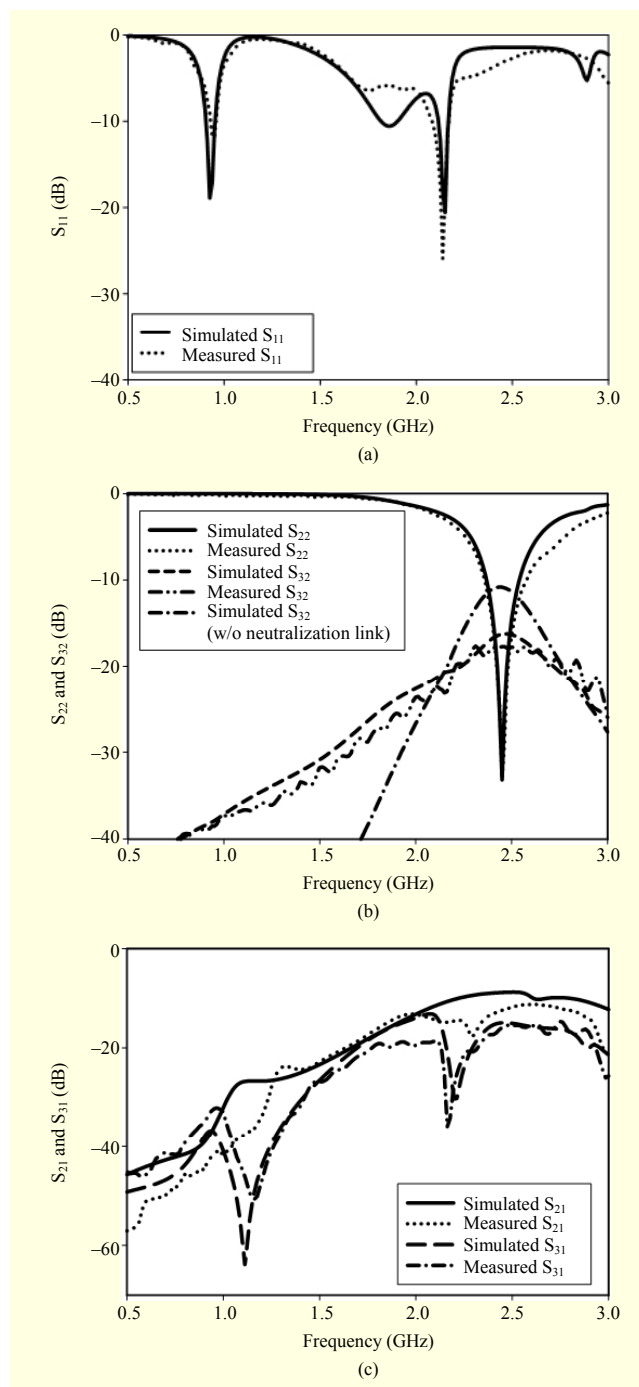 0
–10
–20
–30
–40
S11 (dB)
Simulated S11
Measured S11
0.5 1.0 1.5 2.0 2.5 3.0
Frequency (GHz)
(a)
0
–10
–20
–30
–40
S22 and S32 (dB)
Simulated S22
Measured S22
Simulated S32
Measured S32
Simulated S32
(w/o neutralization link)
0.5 1.0 1.5 2.0 2.5 3.0
Frequency (GHz)
(b)
0
–20
–40
–60
S21 and S31 (dB)
Simulated S21
Measured S21
Simulated S31
Measured S31
0.5 1.0 1.5 2.0 2.5 3.0
Frequency (GHz)
(c)